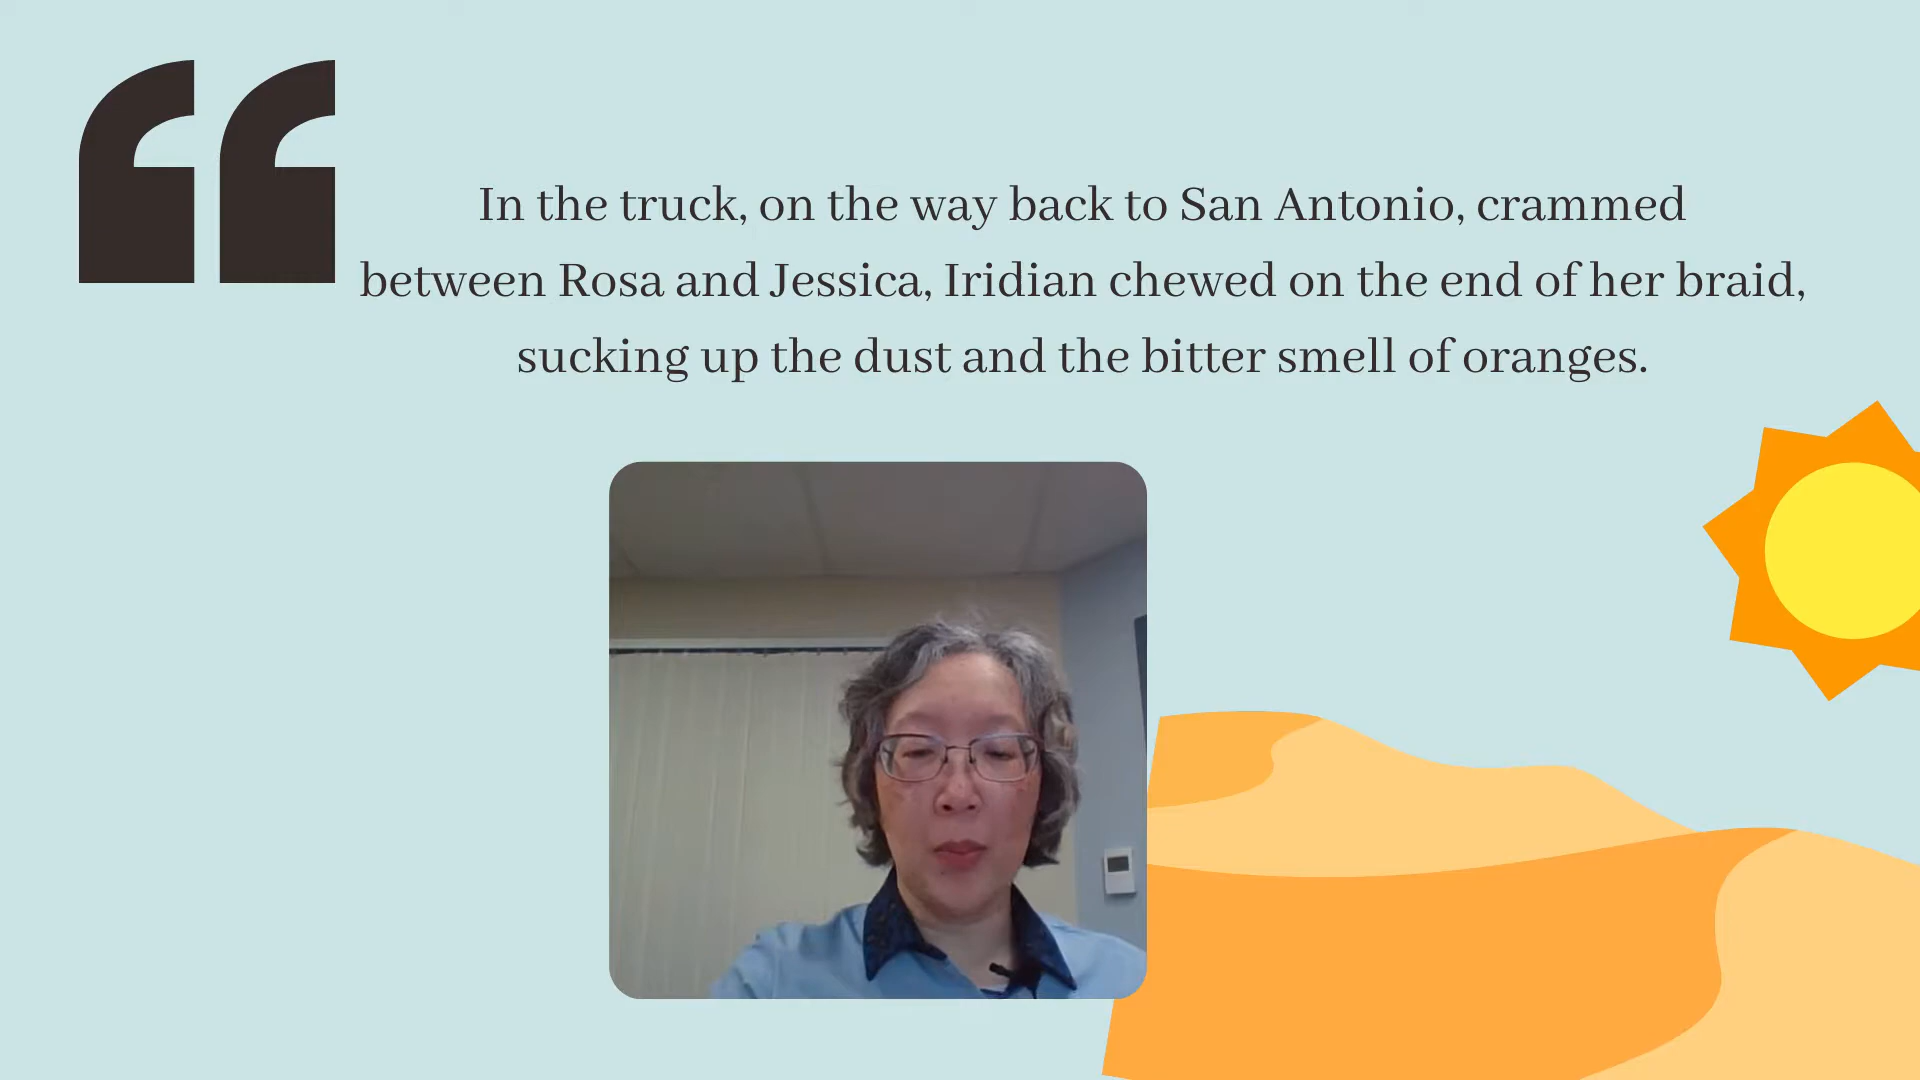 In the truck, on the way back to San Antonio, crammed
between Rosa and Jessica, Iridian chewed on the end of her braid,
sucking up the dust and the bitter smell of oranges.